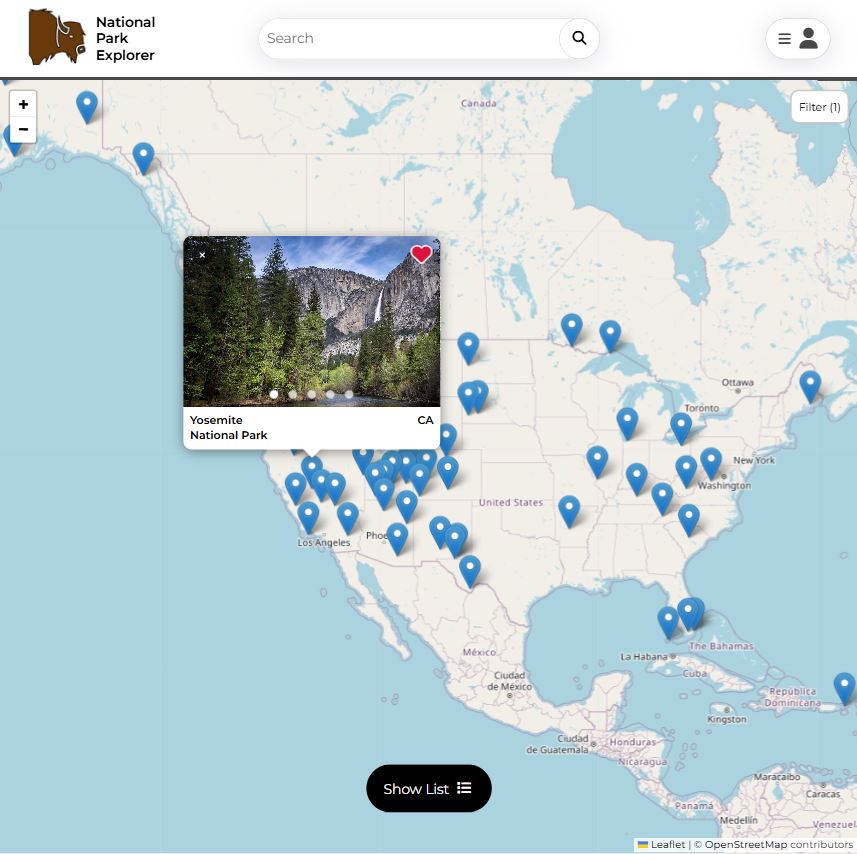 National
Park
Explorer
Search
+
−
Filter (1)
Canada
×
Yosemite
National Park
CA
Ottawa
Toronto
New York
Washington
United States
Los Angeles
Phoe
México
Ciudad
de México
La Habana
The Bahamas
Cuba
República
Dominicana
Kingston
Ciudad
de Guatemala
Honduras
Nicaragua
Show List
Maracaibo
Caracas
Panamá
Medellín
Venezuel
Leaflet | © OpenStreetMap contributors